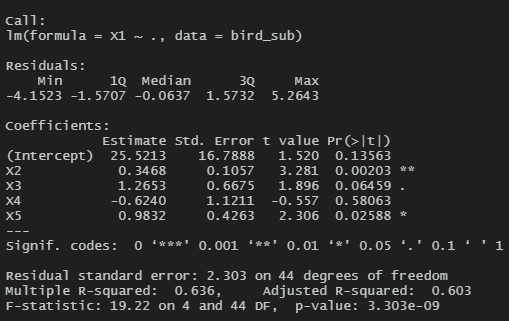 Call:
lm(formula = X1 ~ ., data = bird_sub)
Residuals:
    Min      1Q  Median      3Q     Max
-4.1523 -1.5707 -0.0637  1.5732  5.2643
Coefficients:
            Estimate Std. Error t value Pr(>|t|)
(Intercept)  25.5213    16.7888   1.520  0.13563
X2            0.3468     0.1057   3.281  0.00203 **
X3            1.2653     0.6675   1.896  0.06459 .
X4           -0.6240     1.1211  -0.557  0.58063
X5            0.9832     0.4263   2.306  0.02588 *
---
Signif. codes:  0 ‘***’ 0.001 ‘**’ 0.01 ‘*’ 0.05 ‘.’ 0.1 ‘ ’ 1
Residual standard error: 2.303 on 44 degrees of freedom
Multiple R-squared:  0.636,	Adjusted R-squared:  0.603
F-statistic: 19.22 on 4 and 44 DF,  p-value: 3.303e-09